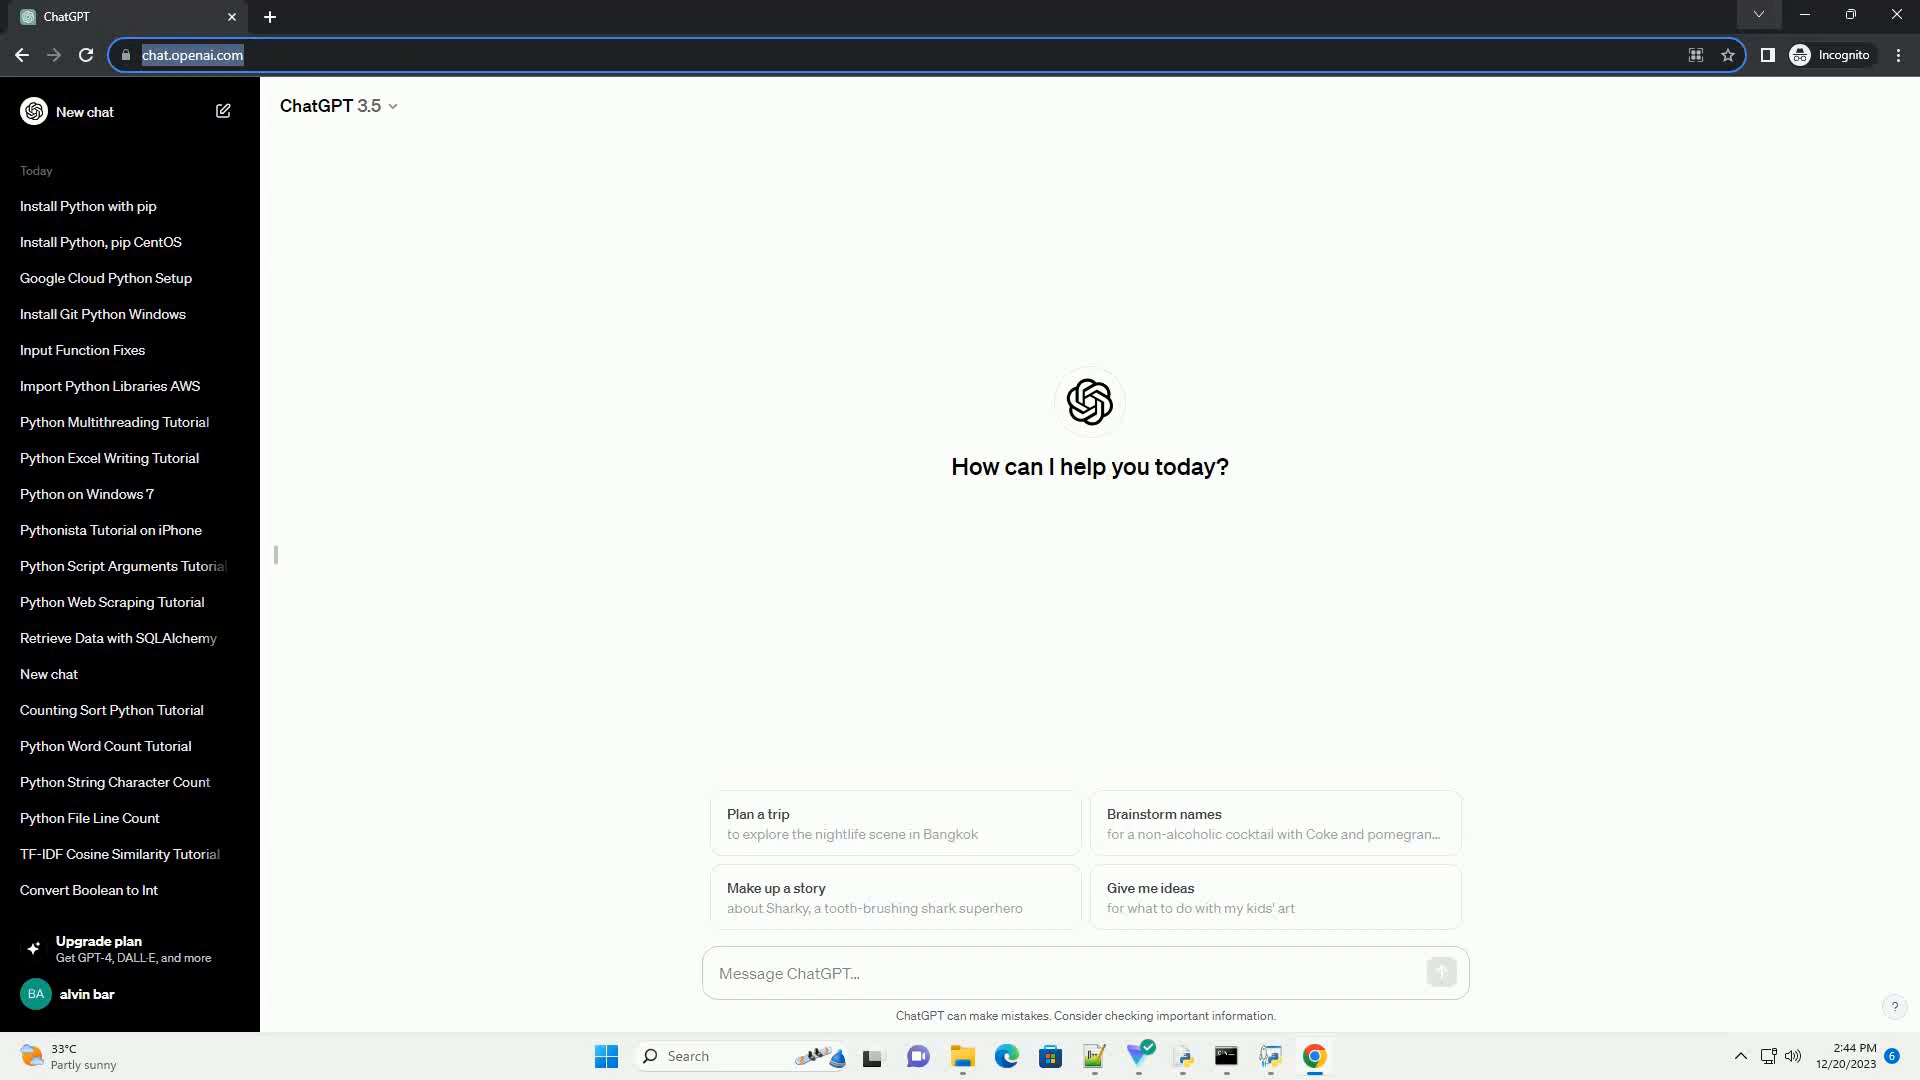 ChatGPT
chat.openai.com
Incognito
New chat
ChatGPT 3.5
Today
Install Python with pip
Install Python, pip CentOS
Google Cloud Python Setup
Install Git Python Windows
Input Function Fixes
Import Python Libraries AWS
Python Multithreading Tutorial
Python Excel Writing Tutorial
Python on Windows 7
Pythonista Tutorial on iPhone
Python Script Arguments Tutorial
Python Web Scraping Tutorial
Retrieve Data with SQLAlchemy
New chat
Counting Sort Python Tutorial
Python Word Count Tutorial
Python String Character Count
Python File Line Count
TF-IDF Cosine Similarity Tutorial
Convert Boolean to Int
Upgrade plan
Get GPT-4, DALL·E, and more
BA
alvin bar
How can I help you today?
Plan a trip
to explore the nightlife scene in Bangkok
Brainstorm names
for a non-alcoholic cocktail with Coke and pomegran...
Make up a story
about Sharky, a tooth-brushing shark superhero
Give me ideas
for what to do with my kids' art
Message ChatGPT...
ChatGPT can make mistakes. Consider checking important information.
?
33°C
Partly sunny
Search
2:44 PM
12/20/2023
6